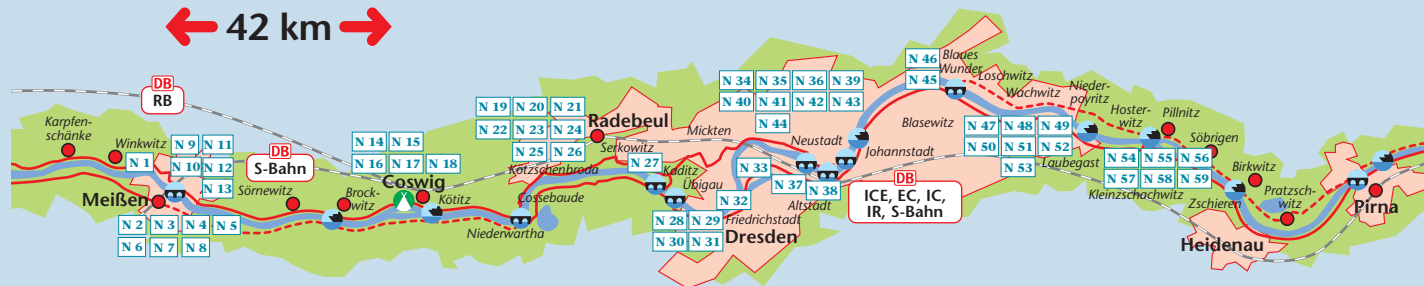 42 km
DB
RB
Karpfen-
schänke
Winkwitz
N 1
N 9
N 11
N 10
N 12
N 13
DB
S-Bahn
Meißen
N 2
N 3
N 4
N 5
N 6
N 7
N 8
Sörnewitz
Brock-
witz
N 14
N 15
N 16
N 17
N 18
Coswig
Kötitz
Niederwartha
Cossebaude
Kötzschenbroda
N 19
N 20
N 21
N 22
N 23
N 24
N 25
N 26
Radebeul
Serkowitz
N 27
Kaditz
Übigau
Mickten
N 28
N 29
N 30
N 31
Dresden
N 32
Friedrichstadt
N 33
N 34
N 35
N 36
N 39
N 40
N 41
N 42
N 43
N 44
Neustadt
N 37
N 38
Altstadt
Johannstadt
DB
ICE, EC, IC,
IR, S-Bahn
N 46
N 45
Blaues
Wunder
Loschwitz
Wachwitz
Blasewitz
Nieder-
poyritz
N 47
N 48
N 49
N 50
N 51
N 52
N 53
Laubegast
Hoster-
witz
Pillnitz
Kleinzschachwitz
N 54
N 55
N 56
N 57
N 58
N 59
Söbrigen
Birkwitz
Zschieren
Pratzsch-
witz
Heidenau
Pirna